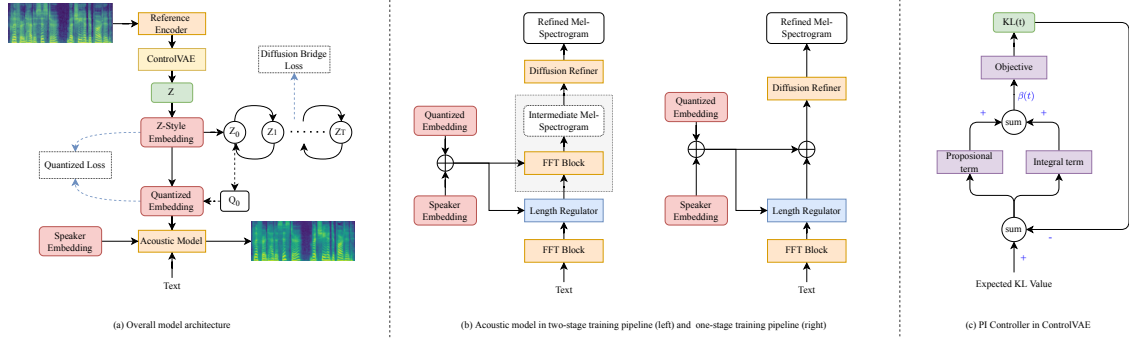 Reference
Encoder
ControlVAE
Z
Z-Style
Embedding
Diffusion Bridge
Loss
Z0
Z1
ZT
Quantized Loss
Quantized
Embedding
Q0
Speaker
Embedding
Acoustic Model
Text
(a) Overall model architecture
Refined Mel-
Spectrogram
Diffusion Refiner
Intermediate Mel-
Spectrogram
Quantized
Embedding
FFT Block
Speaker
Embedding
Length Regulator
FFT Block
Text
Refined Mel-
Spectrogram
Diffusion Refiner
Quantized
Embedding
Speaker
Embedding
Length Regulator
FFT Block
Text
(b) Acoustic model in two-stage training pipeline (left) and one-stage training pipeline (right)
KL(t)
Objective
β(t)
+
sum
+
Proposional
term
Integral term
sum
-
+
Expected KL Value
(c) PI Controller in ControlVAE